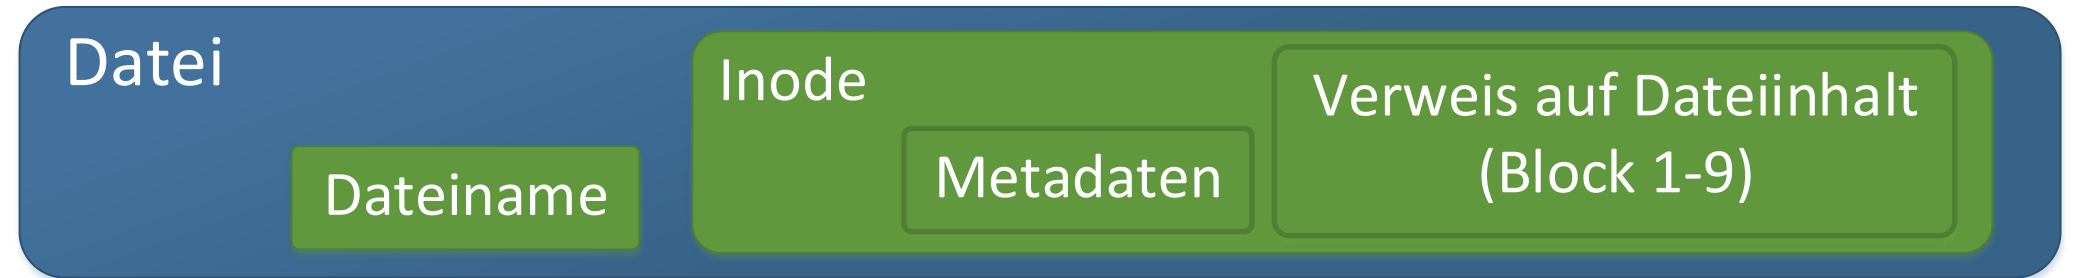 Datei
Dateiname
Inode
Metadaten
Verweis auf Dateiinhalt
(Block 1-9)